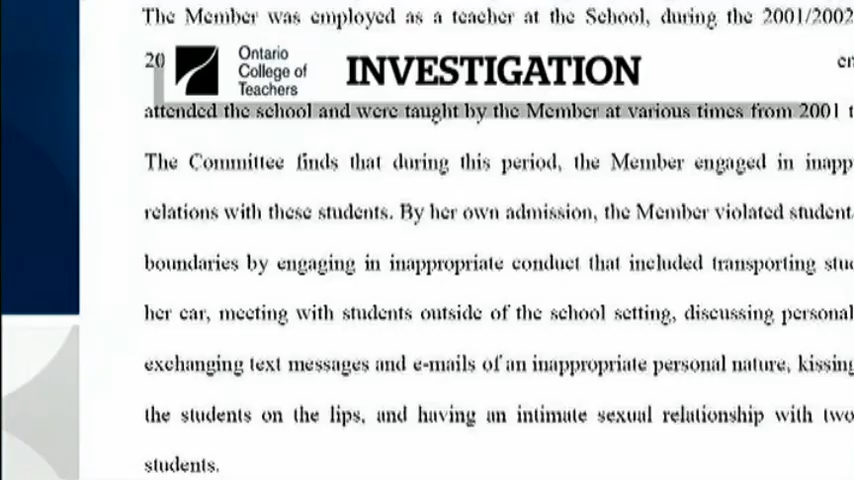 The Member was employed as a teacher at the School, during the 2001/2002
20
Ontario
College of
Teachers
INVESTIGATION
attended the school and were taught by the Member at various times from 2001
The Committee finds that during this period, the Member engaged in inapp
relations with these students. By her own admission, the Member violated student
boundaries by engaging in inappropriate conduct that included transporting stu
her car, meeting with students outside of the school setting, discussing personal
exchanging text messages and e-mails of an inappropriate personal nature, kissing
the students on the lips, and having an intimate sexual relationship with two
students.